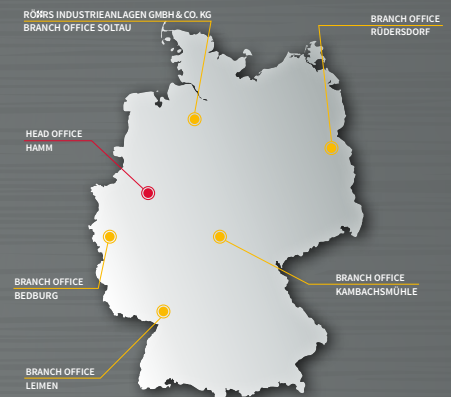 INDUSTRIEANLAGEN GMBH & CO. KG
BRANCH OFFICE SOLTAU
BRANCH OFFICE
RÜDERSDORF
HEAD OFFICE
HAMM
BRANCH OFFICE
BEDBURG
BRANCH OFFICE
KAMBACHSMÜHLE
BRANCH OFFICE
LEIMEN